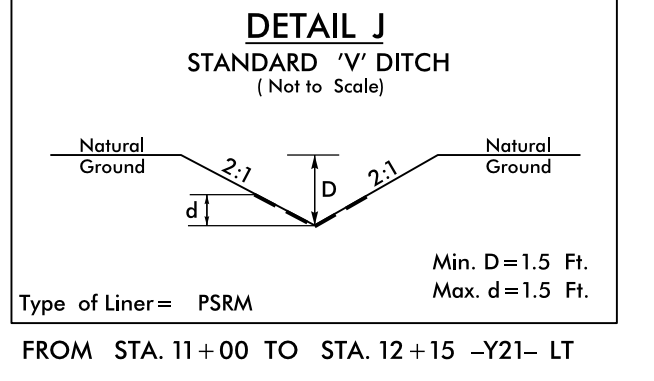 DETAIL J
STANDARD 'V' DITCH
( Not to Scale)
Natural
Ground
2:1
D
2:1
Natural
Ground
d
Min. D=1.5 Ft.
Max. d=1.5 Ft.
Type of Liner= PSRM
FROM STA. 11+00 TO STA. 12+15 -Y21- LT